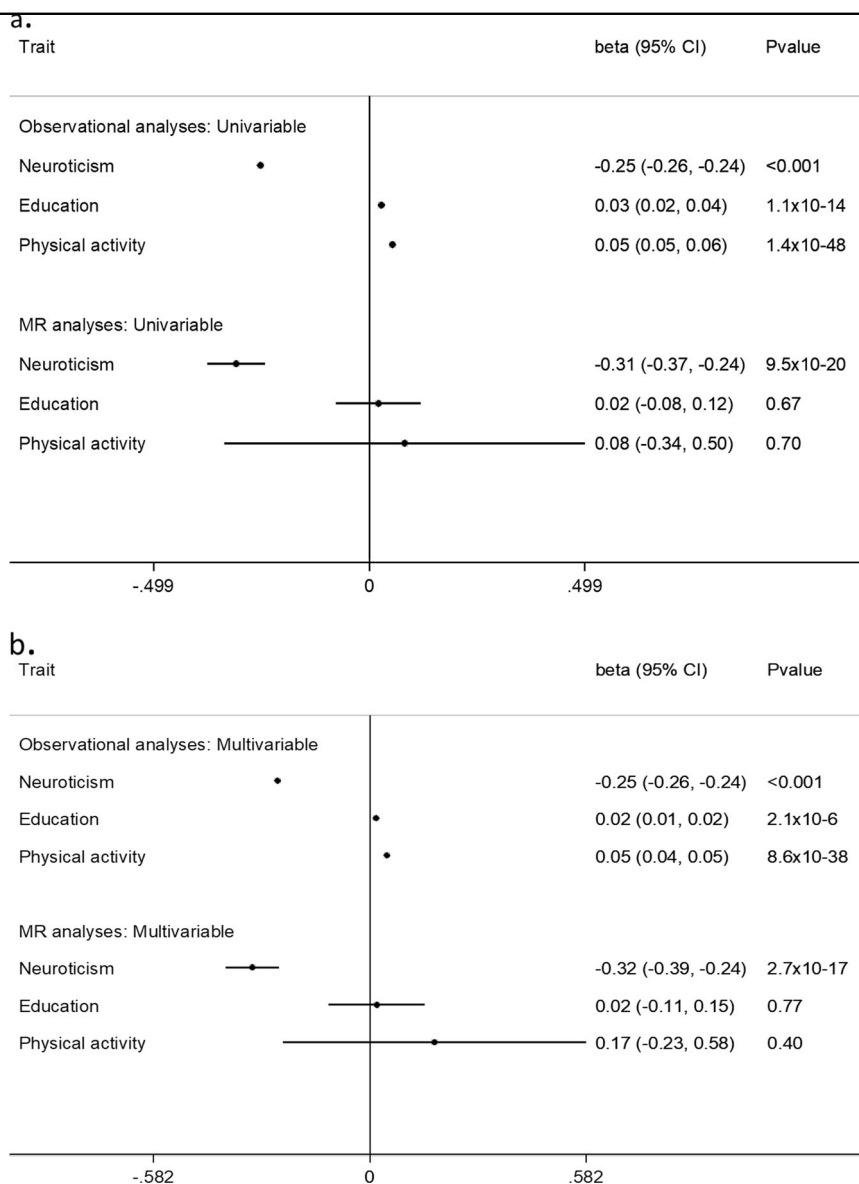 a.
Trait beta (95% CI) Pvalue
Observational analyses: Univariable
Neuroticism -0.25 (-0.26, -0.24) <0.001
Education 0.03 (0.02, 0.04) 1.1x10-14
Physical activity 0.05 (0.05, 0.06) 1.4x10-48
MR analyses: Univariable
Neuroticism -0.31 (-0.37, -0.24) 9.5x10-20
Education 0.02 (-0.08, 0.12) 0.67
Physical activity 0.08 (-0.34, 0.50) 0.70
-.499 0 .499
b.
Trait beta (95% CI) Pvalue
Observational analyses: Multivariable
Neuroticism -0.25 (-0.26, -0.24) <0.001
Education 0.02 (0.01, 0.02) 2.1x10-6
Physical activity 0.05 (0.04, 0.05) 8.6x10-38
MR analyses: Multivariable
Neuroticism -0.32 (-0.39, -0.24) 2.7x10-17
Education 0.02 (-0.11, 0.15) 0.77
Physical activity 0.17 (-0.23, 0.58) 0.40
-.582 0 .582